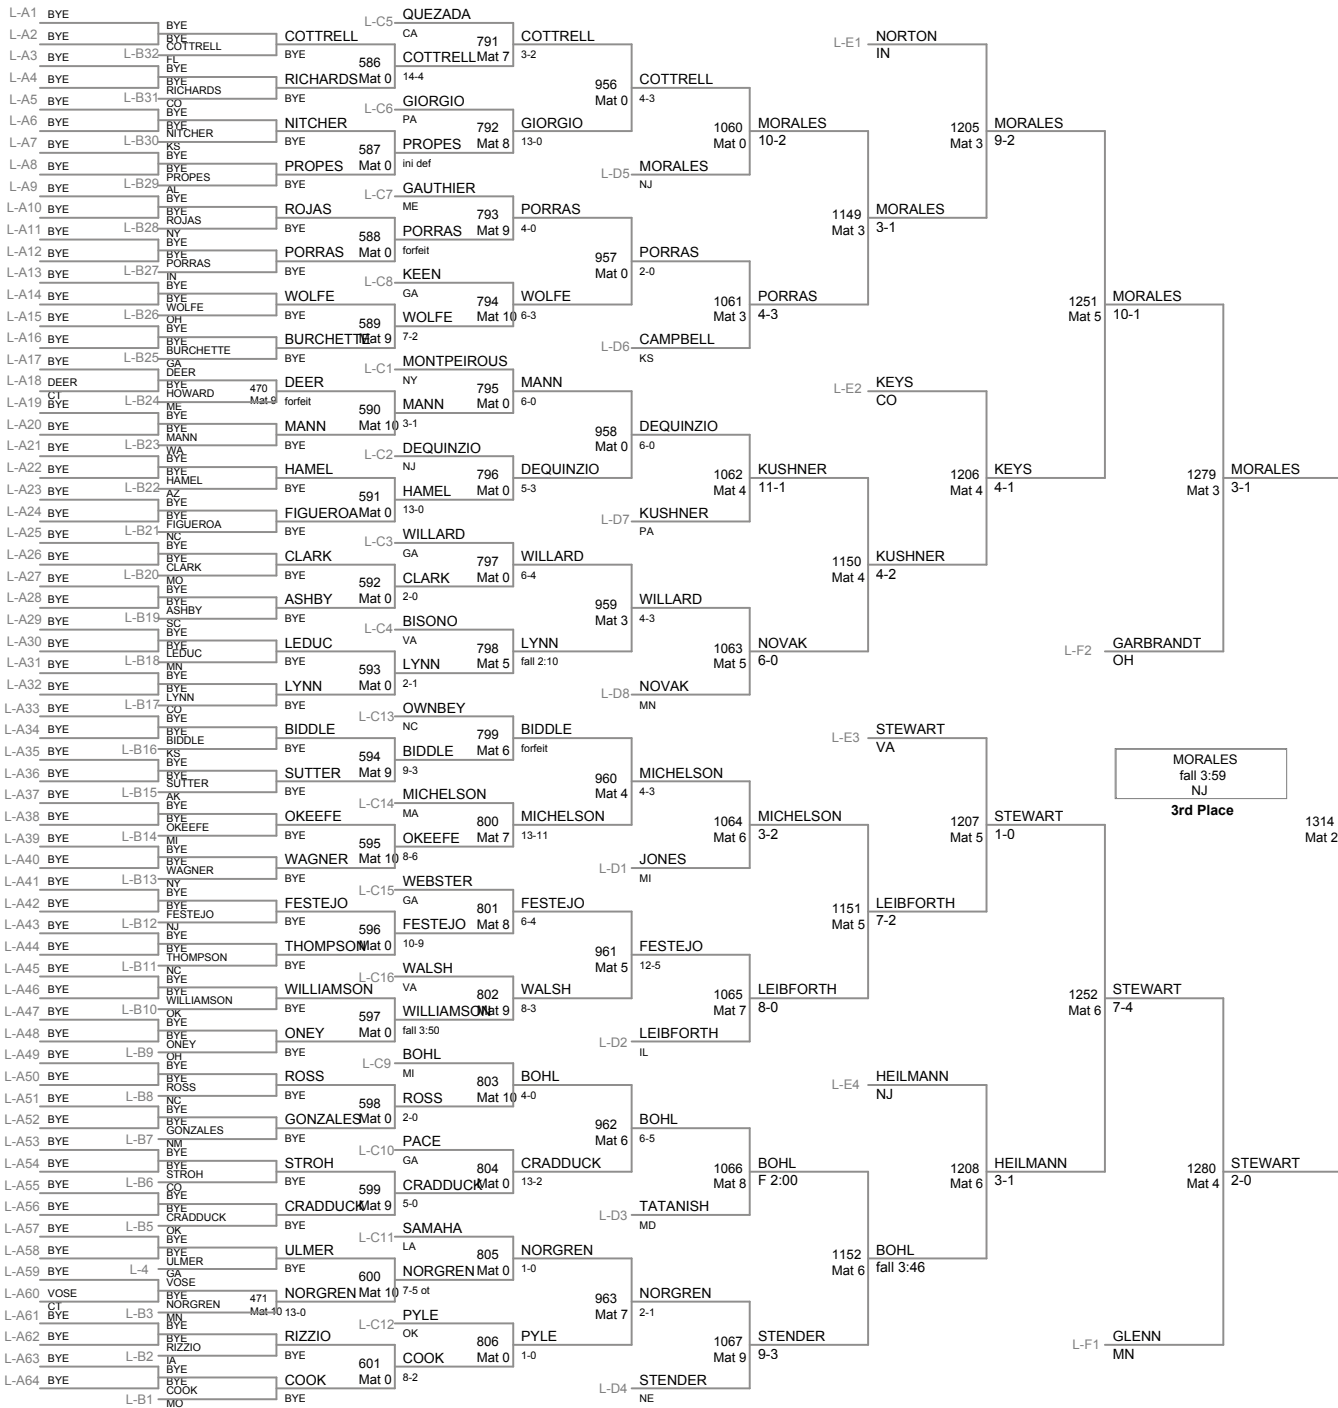 L-A1 BYE
L-A2 BYE
L-A3 BYE
L-A4 BYE
L-A5 BYE
L-A6 BYE
L-A7 BYE
L-A8 BYE
L-A9 BYE
L-A10 BYE
L-A11 BYE
L-A12 BYE
L-A13 BYE
L-A14 BYE
L-A15 BYE
L-A16 BYE
L-A17 BYE
L-A18 DEER
CT
L-A19 BYE
L-A20 BYE
L-A21 BYE
L-A22 BYE
L-A23 BYE
L-A24 BYE
L-A25 BYE
L-A26 BYE
L-A27 BYE
L-A28 BYE
L-A29 BYE
L-A30 BYE
L-A31 BYE
L-A32 BYE
L-A33 BYE
L-A34 BYE
L-A35 BYE
L-A36 BYE
L-A37 BYE
L-A38 BYE
L-A39 BYE
L-A40 BYE
L-A41 BYE
L-A42 BYE
L-A43 BYE
L-A44 BYE
L-A45 BYE
L-A46 BYE
L-A47 BYE
L-A48 BYE
L-A49 BYE
L-A50 BYE
L-A51 BYE
L-A52 BYE
L-A53 BYE
L-A54 BYE
L-A55 BYE
L-A56 BYE
L-A57 BYE
L-A58 BYE
L-A59 BYE
L-A60 VOSE
CT
L-A61 BYE
L-A62 BYE
L-A63 BYE
L-A64 BYE
BYE
BYE
L-B32 COTTRELL
FL
BYE
BYE
L-B31 RICHARDS
CO
BYE
BYE
L-B30 NITCHER
KS
BYE
BYE
L-B29 PROPES
AL
BYE
BYE
L-B28 ROJAS
NY
BYE
BYE
L-B27 PORRAS
IN
BYE
BYE
L-B26 WOLFE
OH
BYE
BYE
L-B25 BURCHETTE
GA
DEER
BYE
L-B24 HOWARD
ME
470
Mat 9
BYE
BYE
L-B23 MANN
WA
BYE
BYE
L-B22 HAMEL
AZ
BYE
BYE
L-B21 FIGUEROA
NC
BYE
BYE
L-B20 CLARK
MO
BYE
BYE
L-B19 ASHBY
SC
BYE
BYE
L-B18 LEDUC
MN
BYE
BYE
L-B17 LYNN
CO
BYE
BYE
L-B16 BIDDLE
KS
BYE
BYE
L-B15 SUTTER
AK
BYE
BYE
L-B14 OKEEFE
MI
BYE
BYE
L-B13 WAGNER
NY
BYE
BYE
L-B12 FESTEJO
NJ
BYE
BYE
L-B11 THOMPSON
NC
BYE
BYE
L-B10 WILLIAMSON
OK
BYE
BYE
L-B9 ONEY
OH
BYE
BYE
L-B8 ROSS
NC
BYE
BYE
L-B7 GONZALES
NM
BYE
BYE
L-B6 STROH
CO
BYE
BYE
L-B5 CRADDUCK
OK
BYE
BYE
L-4 ULMER
GA
VOSE
BYE
L-B3 NORGREN
MN
471
Mat 10
BYE
BYE
L-B2 RIZZIO
IA
BYE
BYE
L-B1 COOK
MO
COTTRELL
BYE
586
Mat 0
RICHARDS
BYE
NITCHER
BYE
587
Mat 0
PROPES
BYE
ROJAS
BYE
588
Mat 0
PORRAS
BYE
WOLFE
BYE
589
Mat 9
BURCHETTE
BYE
DEER
forfeit
590
Mat 10
MANN
BYE
HAMEL
BYE
591
Mat 0
FIGUEROA
BYE
CLARK
BYE
592
Mat 0
ASHBY
BYE
LEDUC
BYE
593
Mat 0
LYNN
BYE
BIDDLE
BYE
594
Mat 9
SUTTER
BYE
OKEEFE
BYE
595
Mat 10
WAGNER
BYE
FESTEJO
BYE
596
Mat 0
THOMPSON
BYE
WILLIAMSON
BYE
597
Mat 0
ONEY
BYE
ROSS
BYE
598
Mat 0
GONZALES
BYE
STROH
BYE
599
Mat 9
CRADDUCK
BYE
ULMER
BYE
600
Mat 10
NORGREN
13-0
RIZZIO
BYE
601
Mat 0
COOK
BYE
L-C5 QUEZADA
CA
791
Mat 7
COTTRELL
14-4
L-C6 GIORGIO
PA
792
Mat 8
PROPES
ini def
L-C7 GAUTHIER
ME
793
Mat 9
PORRAS
forfeit
L-C8 KEEN
GA
794
Mat 10
WOLFE
7-2
L-C1 MONTPEIROUS
NY
795
Mat 0
MANN
3-1
L-C2 DEQUINZIO
NJ
796
Mat 0
HAMEL
13-0
L-C3 WILLARD
GA
797
Mat 0
CLARK
2-0
L-C4 BISONO
VA
798
Mat 5
LYNN
2-1
L-C13 OWNBEY
NC
799
Mat 6
BIDDLE
9-3
L-C14 MICHELSON
MA
800
Mat 7
OKEEFE
8-6
L-C15 WEBSTER
GA
801
Mat 8
FESTEJO
10-9
L-C16 WALSH
VA
802
Mat 9
WILLIAMSON
fall 3:50
L-C9 BOHL
MI
803
Mat 10
ROSS
2-0
L-C10 PACE
GA
804
Mat 0
CRADDUCK
5-0
L-C11 SAMAHA
LA
805
Mat 0
NORGREN
7-5 ot
L-C12 PYLE
OK
806
Mat 0
COOK
8-2
COTTRELL
3-2
956
Mat 0
GIORGIO
13-0
PORRAS
4-0
957
Mat 0
WOLFE
6-3
MANN
6-0
958
Mat 0
DEQUINZIO
5-3
WILLARD
6-4
959
Mat 3
LYNN
fall 2:10
BIDDLE
forfeit
960
Mat 4
MICHELSON
13-11
FESTEJO
6-4
961
Mat 5
WALSH
8-3
BOHL
4-0
962
Mat 6
CRADDUCK
13-2
NORGREN
1-0
963
Mat 7
PYLE
1-0
COTTRELL
4-3
1060
Mat 0
L-D5 MORALES
NJ
PORRAS
2-0
1061
Mat 3
L-D6 CAMPBELL
KS
DEQUINZIO
6-0
1062
Mat 4
L-D7 KUSHNER
PA
WILLARD
4-3
1063
Mat 5
L-D8 NOVAK
MN
MICHELSON
4-3
1064
Mat 6
L-D1 JONES
MI
FESTEJO
12-5
1065
Mat 7
L-D2 LEIBFORTH
IL
BOHL
6-5
1066
Mat 8
L-D3 TATANISH
MD
NORGREN
2-1
1067
Mat 9
L-D4 STENDER
NE
MORALES
10-2
1149
Mat 3
PORRAS
4-3
KUSHNER
11-1
1150
Mat 4
NOVAK
6-0
MICHELSON
3-2
1151
Mat 5
LEIBFORTH
8-0
BOHL
F 2:00
1152
Mat 6
STENDER
9-3
L-E1 NORTON
IN
1205
Mat 3
MORALES
3-1
L-E2 KEYS
CO
1206
Mat 4
KUSHNER
4-2
L-E3 STEWART
VA
1207
Mat 5
LEIBFORTH
7-2
L-E4 HEILMANN
NJ
1208
Mat 6
BOHL
fall 3:46
MORALES
9-2
1251
Mat 5
KEYS
4-1
STEWART
1-0
1252
Mat 6
HEILMANN
3-1
MORALES
10-1
1279
Mat 3
L-F2 GARBRANDT
OH
STEWART
7-4
1280
Mat 4
L-F1 GLENN
MN
MORALES
3-1
1314
Mat 2
STEWART
2-0
MORALES
fall 3:59
NJ
3rd Place